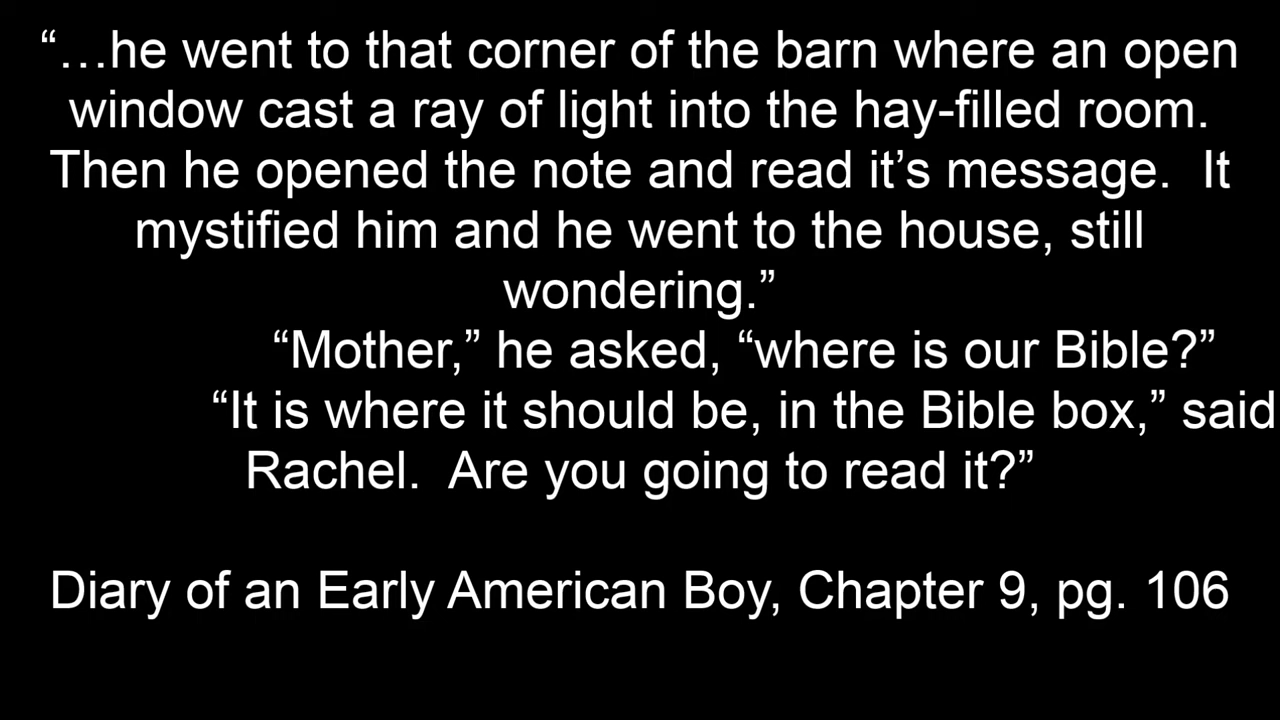 “…he went to that corner of the barn where an open
window cast a ray of light into the hay-filled room.
Then he opened the note and read it’s message.  It
mystified him and he went to the house, still
wondering.”
“Mother,” he asked, “where is our Bible?”
“It is where it should be, in the Bible box,” said
Rachel.  Are you going to read it?”
Diary of an Early American Boy, Chapter 9, pg. 106